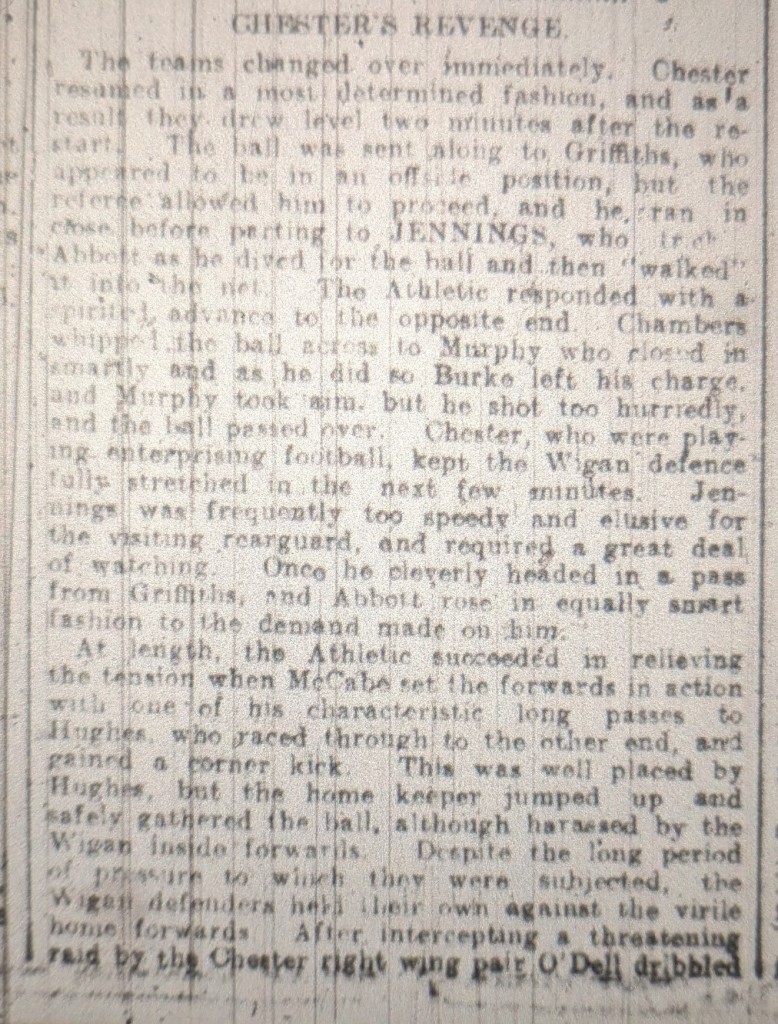 CHESTER'S REVENGE.
The teams changed over immediately. Chester
resumed in a most determined fashion, and as a
result they drew level two minutes after the re-
start. The ball was sent along to Griffiths, who
appeared to be in an offside position, but the
referee allowed him to proceed, and he ran in
close before parting to JENNINGS, who
Abbott as he dived for the ball and then "walked"
it into the net. The Athletic responded with a
spirited advance to the opposite end. Chambers
whipped the ball across to Murphy who closed in
smartly and as he did so Burke left his charge,
and Murphy took aim, but he shot too hurrredly,
and the ball passed over. Chester, who were play-
ing enterprising football, kept the Wigan defence
fully stretched in the next few minutes. Jen-
nings was frequently too speedy and elusive for
the visiting rearguard, and required a great deal
of watching. Once he cleverly headed in a pass
from Griffiths, and Abbott rose in equally smart
fashion to the demand made on him.
At length, the Athletic succeeded in relieving
the tension when McCabe set the forwards in action
with one of his characteristic long passes to
Hughes, who raced through to the other end, and
gained a corner kick. This was well placed by
Hughes, but the home keeper jumped up and
safely gathered the ball, although harassed by the
Wigan inside forwards. Despite the long period
of pressure to which they were subjected, the
Wigan defenders held their own against the virile
home forwards. After intercepting a threatening
raid by the Chester right wing pair O'Dell dribbled